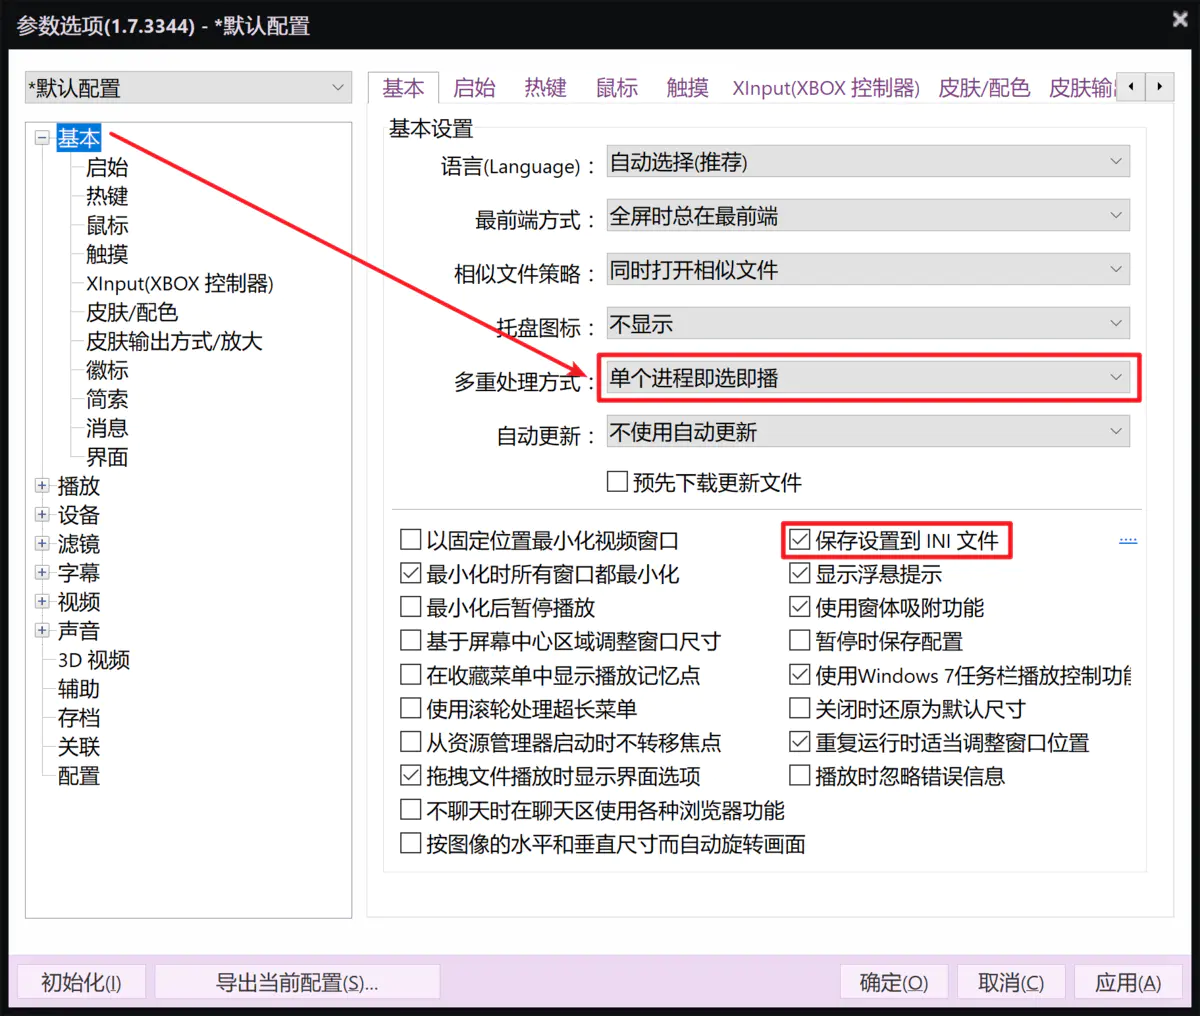 参数选项(1.7.3344) - *默认配置
*默认配置
基本
启始
热键
鼠标
触摸
XInput(XBOX 控制器)
皮肤/配色
皮肤输出方式/放大
徽标
简索
消息
界面
播放
设备
滤镜
字幕
视频
声音
3D 视频
辅助
存档
关联
配置
基本 启始 热键 鼠标 触摸 XInput(XBOX 控制器) 皮肤/配色 皮肤输
基本设置
语言(Language)： 自动选择(推荐)
最前端方式： 全屏时总在最前端
相似文件策略： 同时打开相似文件
托盘图标： 不显示
多重处理方式： 单个进程即选即播
自动更新： 不使用自动更新
预先下载更新文件
以固定位置最小化视频窗口 保存设置到 INI 文件 ....
最小化时所有窗口都最小化 显示浮悬提示
最小化后暂停播放 使用窗体吸附功能
基于屏幕中心区域调整窗口尺寸 暂停时保存配置
在收藏菜单中显示播放记忆点 使用Windows 7任务栏播放控制功
使用滚轮处理超长菜单 关闭时还原为默认尺寸
从资源管理器启动时不转移焦点 重复运行时适当调整窗口位置
拖拽文件播放时显示界面选项 播放时忽略错误信息
不聊天时在聊天区使用各种浏览器功能
按图像的水平和垂直尺寸而自动旋转画面
初始化(I) 导出当前配置(S)... 确定(O) 取消(C) 应用(A)